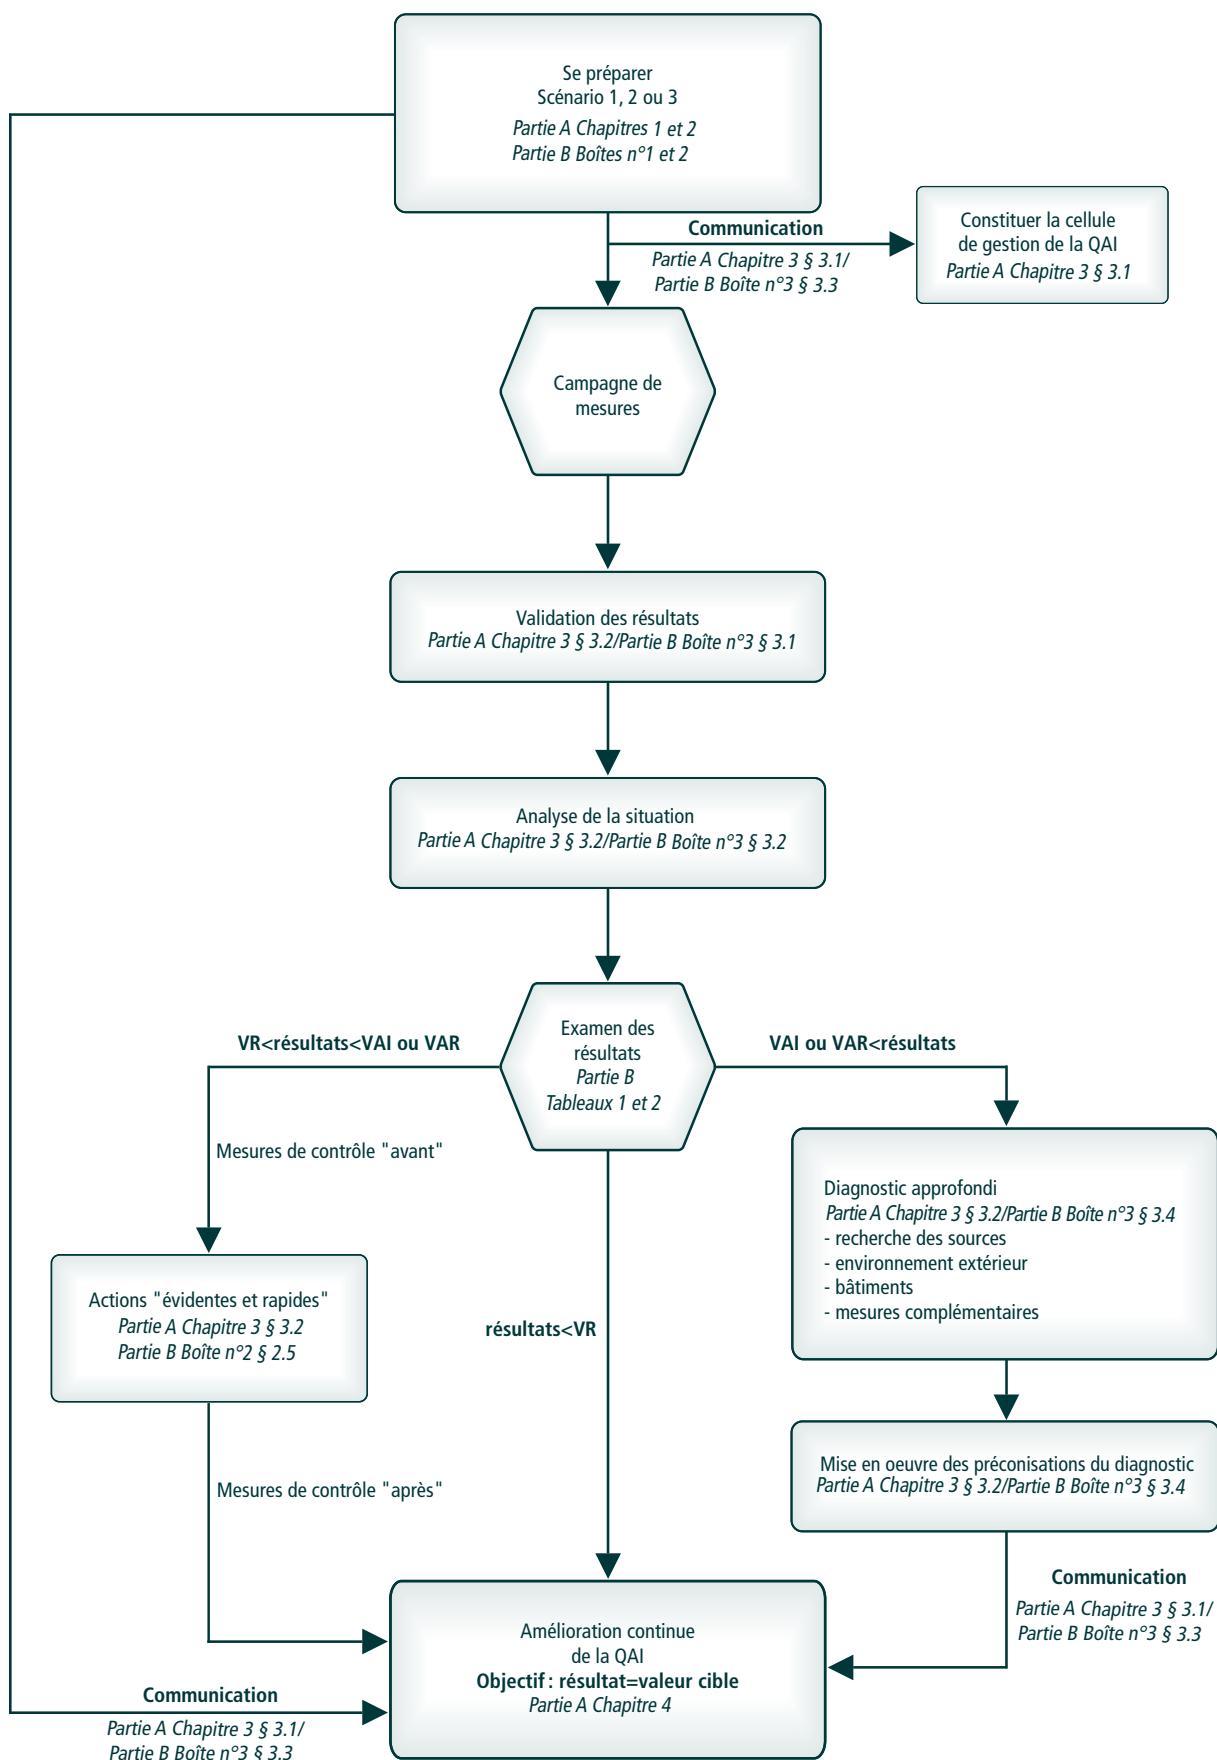 Se préparer
Scénario 1, 2 ou 3
Partie A Chapitres 1 et 2
Partie B Boîtes n°1 et 2
Communication
Partie A Chapitre 3 § 3.1/
Partie B Boîte n°3 § 3.3
Constituer la cellule
de gestion de la QAI
Partie A Chapitre 3 § 3.1
Campagne de
mesures
Validation des résultats
Partie A Chapitre 3 § 3.2/Partie B Boîte n°3 § 3.1
Analyse de la situation
Partie A Chapitre 3 § 3.2/Partie B Boîte n°3 § 3.2
Examen des
résultats
Partie B
Tableaux 1 et 2
VR<résultats<VAI ou VAR
VAI ou VAR<résultats
Mesures de contrôle "avant"
Actions "évidentes et rapides"
Partie A Chapitre 3 § 3.2
Partie B Boîte n°2 § 2.5
Mesures de contrôle "après"
résultats<VR
Diagnostic approfondi
Partie A Chapitre 3 § 3.2/Partie B Boîte n°3 § 3.4
- recherche des sources
- environnement extérieur
- bâtiments
- mesures complémentaires
Mise en oeuvre des préconisations du diagnostic
Partie A Chapitre 3 § 3.2/Partie B Boîte n°3 § 3.4
Communication
Partie A Chapitre 3 § 3.1/
Partie B Boîte n°3 § 3.3
Amélioration continue
de la QAI
Objectif : résultat=valeur cible
Partie A Chapitre 4
Communication
Partie A Chapitre 3 § 3.1/
Partie B Boîte n°3 § 3.3